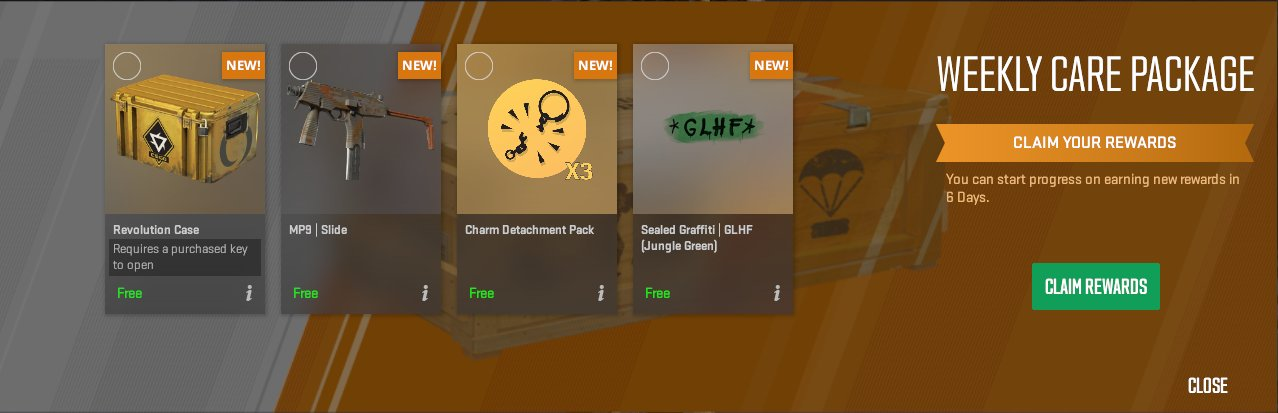 NEW!
NEW!
NEW!
NEW!
X3
*GLHF*
Revolution Case
Requires a purchased key
to open
Free
MP9 | Slide
Free
Charm Detachment Pack
Free
Sealed Graffiti | GLHF
(Jungle Green)
Free
WEEKLY CARE PACKAGE
CLAIM YOUR REWARDS
You can start progress on earning new rewards in
6 Days.
CLAIM REWARDS
CLOSE